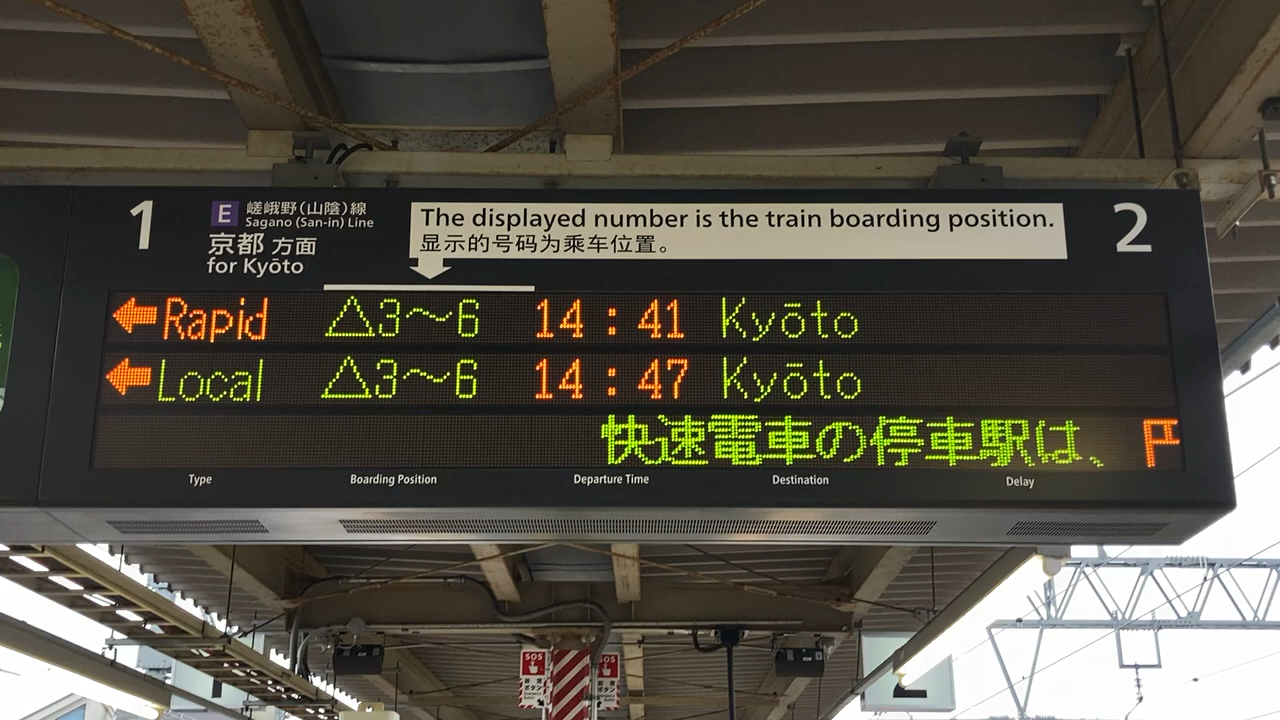 1
E 嵯峨野(山陰)線
Sagano (San-in) Line
京都 方面
for Kyōto
The displayed number is the train boarding position.
显示的号码为乘车位置。
2
←Rapid △3～6 14:41 Kyōto
←Local △3～6 14:47 Kyōto
快速電車の停車駅は、円
Type Boarding Position Departure Time Destination Delay
SOS
SOS